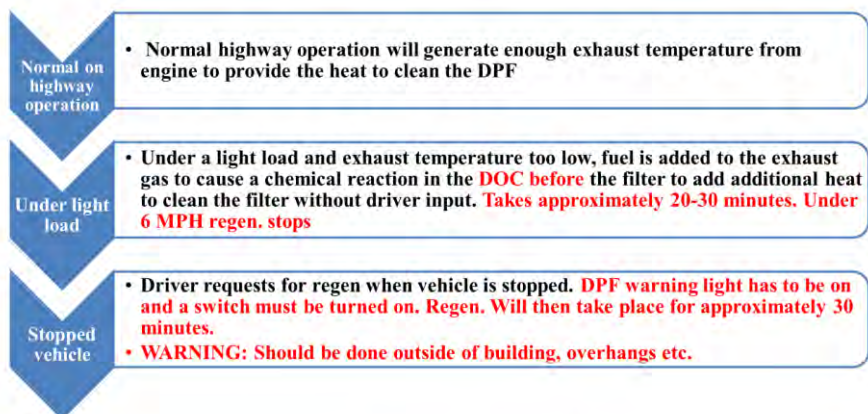 Normal on
highway
operation
• Normal highway operation will generate enough exhaust temperature from
engine to provide the heat to clean the DPF
Under light
load
• Under a light load and exhaust temperature too low, fuel is added to the exhaust
gas to cause a chemical reaction in the DOC before the filter to add additional heat
to clean the filter without driver input. Takes approximately 20-30 minutes. Under
6 MPH regen. stops
Stopped
vehicle
• Driver requests for regen when vehicle is stopped. DPF warning light has to be on
and a switch must be turned on. Regen. Will then take place for approximately 30
minutes.
• WARNING: Should be done outside of building, overhangs etc.